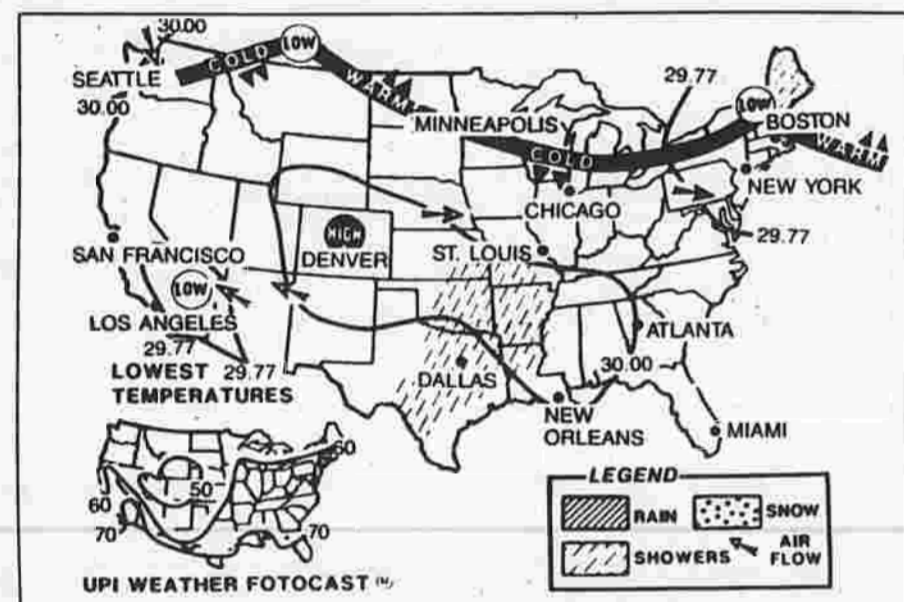 30.00
SEATTLE
COLD
LOW
WARM
30.00
29.77
MINNEAPOLIS
LOW
BOSTON
COLD
WARM
NEW YORK
CHICAGO
29.77
SAN FRANCISCO
HIGH
DENVER
ST. LOUIS
LOW
LOS ANGELES
ATLANTA
29.77
29.77
30.00
LOWEST
TEMPERATURES
DALLAS
NEW
ORLEANS
MIAMI
60
50
60
70
70
LEGEND
RAIN
SNOW
SHOWERS
AIR
FLOW
UPI WEATHER FOTOCAST